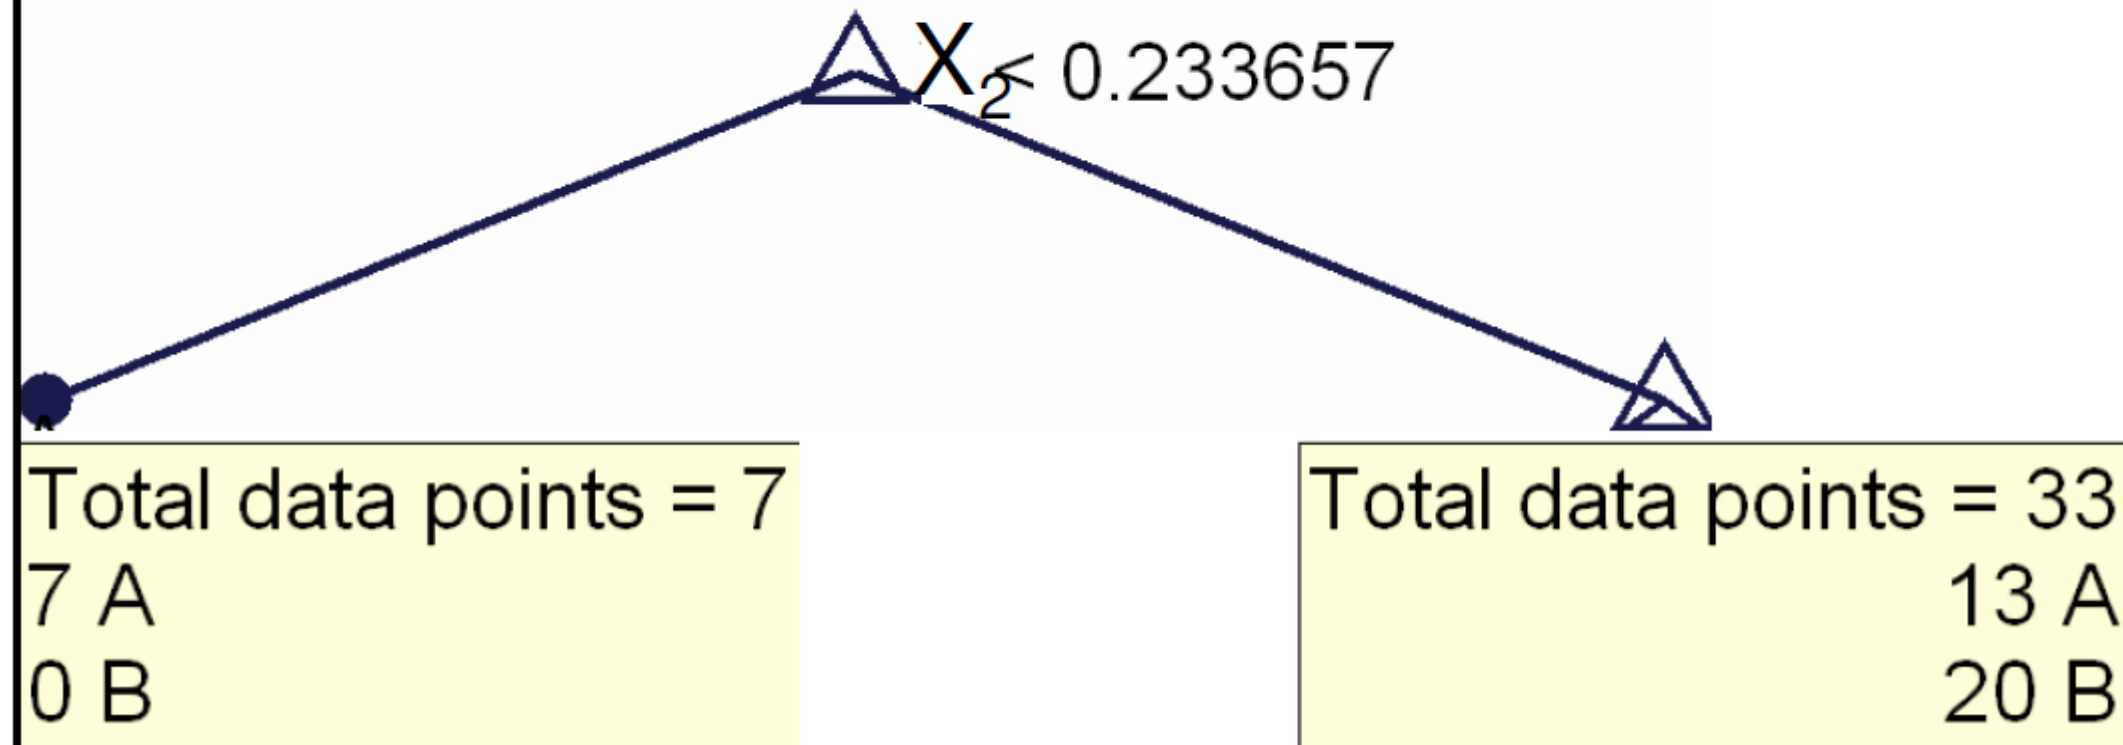 X₂< 0.233657
A
Total data points = 7
7 A
0 B
Total data points = 33
13 A
20 B